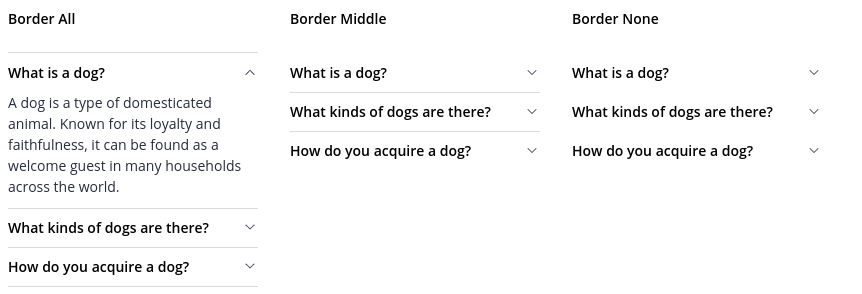 Border All
What is a dog?
A dog is a type of domesticated
animal. Known for its loyalty and
faithfulness, it can be found as a
welcome guest in many households
across the world.
What kinds of dogs are there?
How do you acquire a dog?
Border Middle
What is a dog?
What kinds of dogs are there?
How do you acquire a dog?
Border None
What is a dog?
What kinds of dogs are there?
How do you acquire a dog?